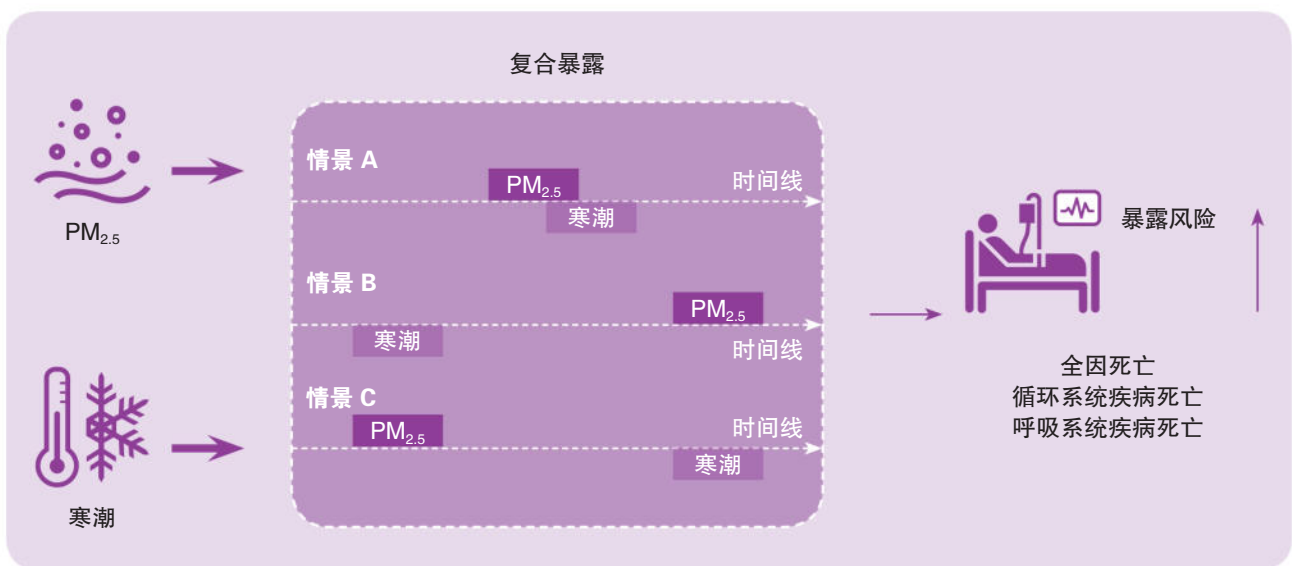 复合暴露
PM2.5
寒潮
情景 A
PM2.5
时间线
寒潮
情景 B
PM2.5
寒潮
时间线
情景 C
PM2.5
时间线
寒潮
暴露风险
全因死亡
循环系统疾病死亡
呼吸系统疾病死亡